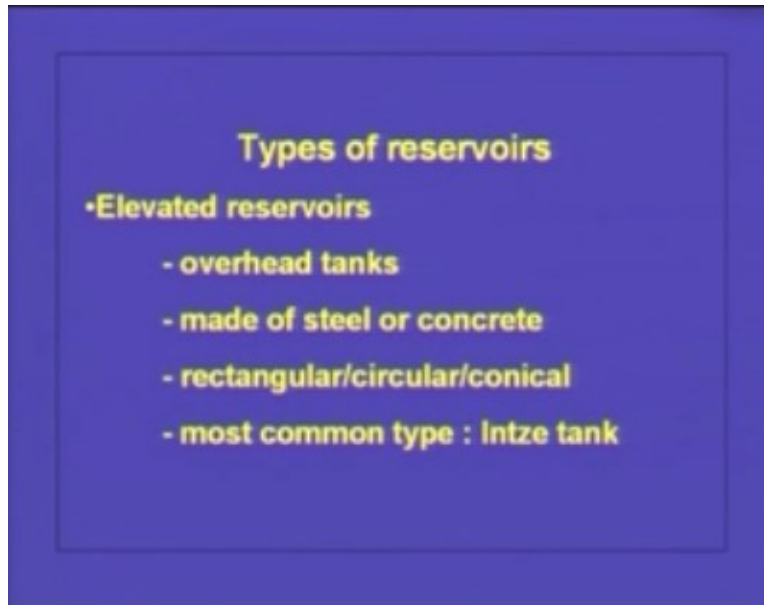 Types of reservoirs
•Elevated reservoirs
- overhead tanks
- made of steel or concrete
- rectangular/circular/conical
- most common type : Intze tank